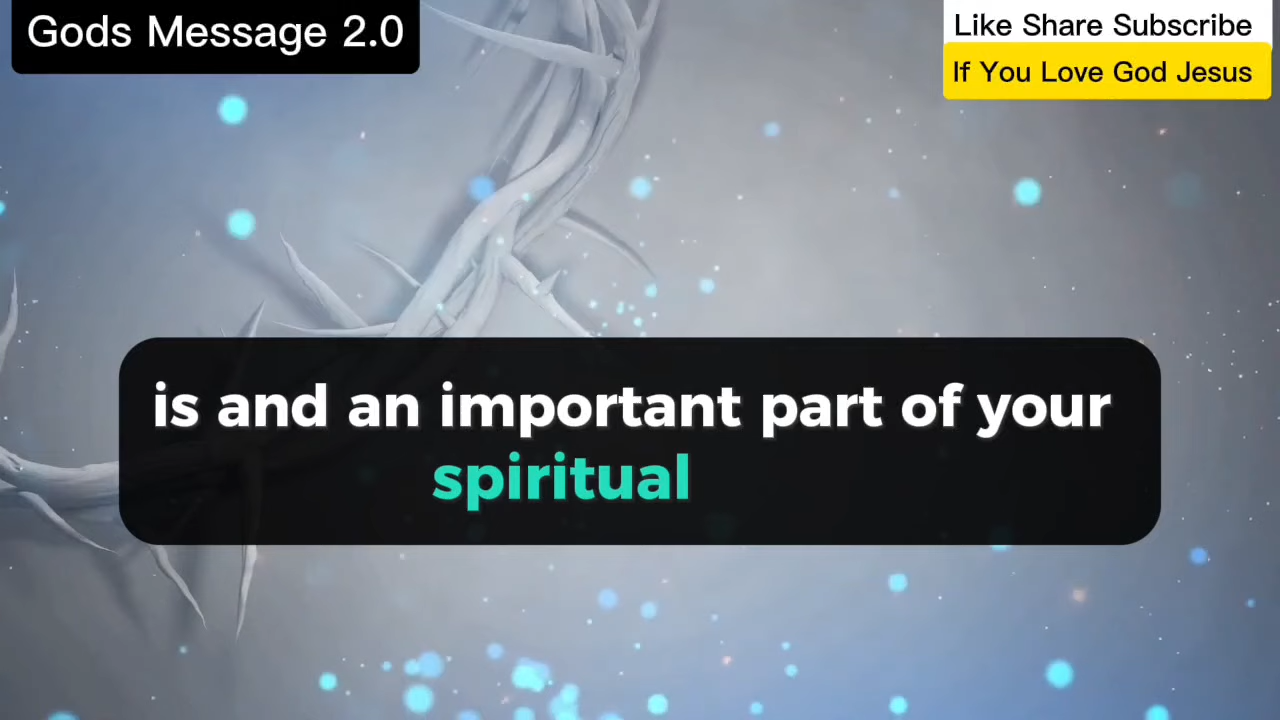 Gods Message 2.0
Like Share Subscribe
If You Love God Jesus
is and an important part of your
spiritual